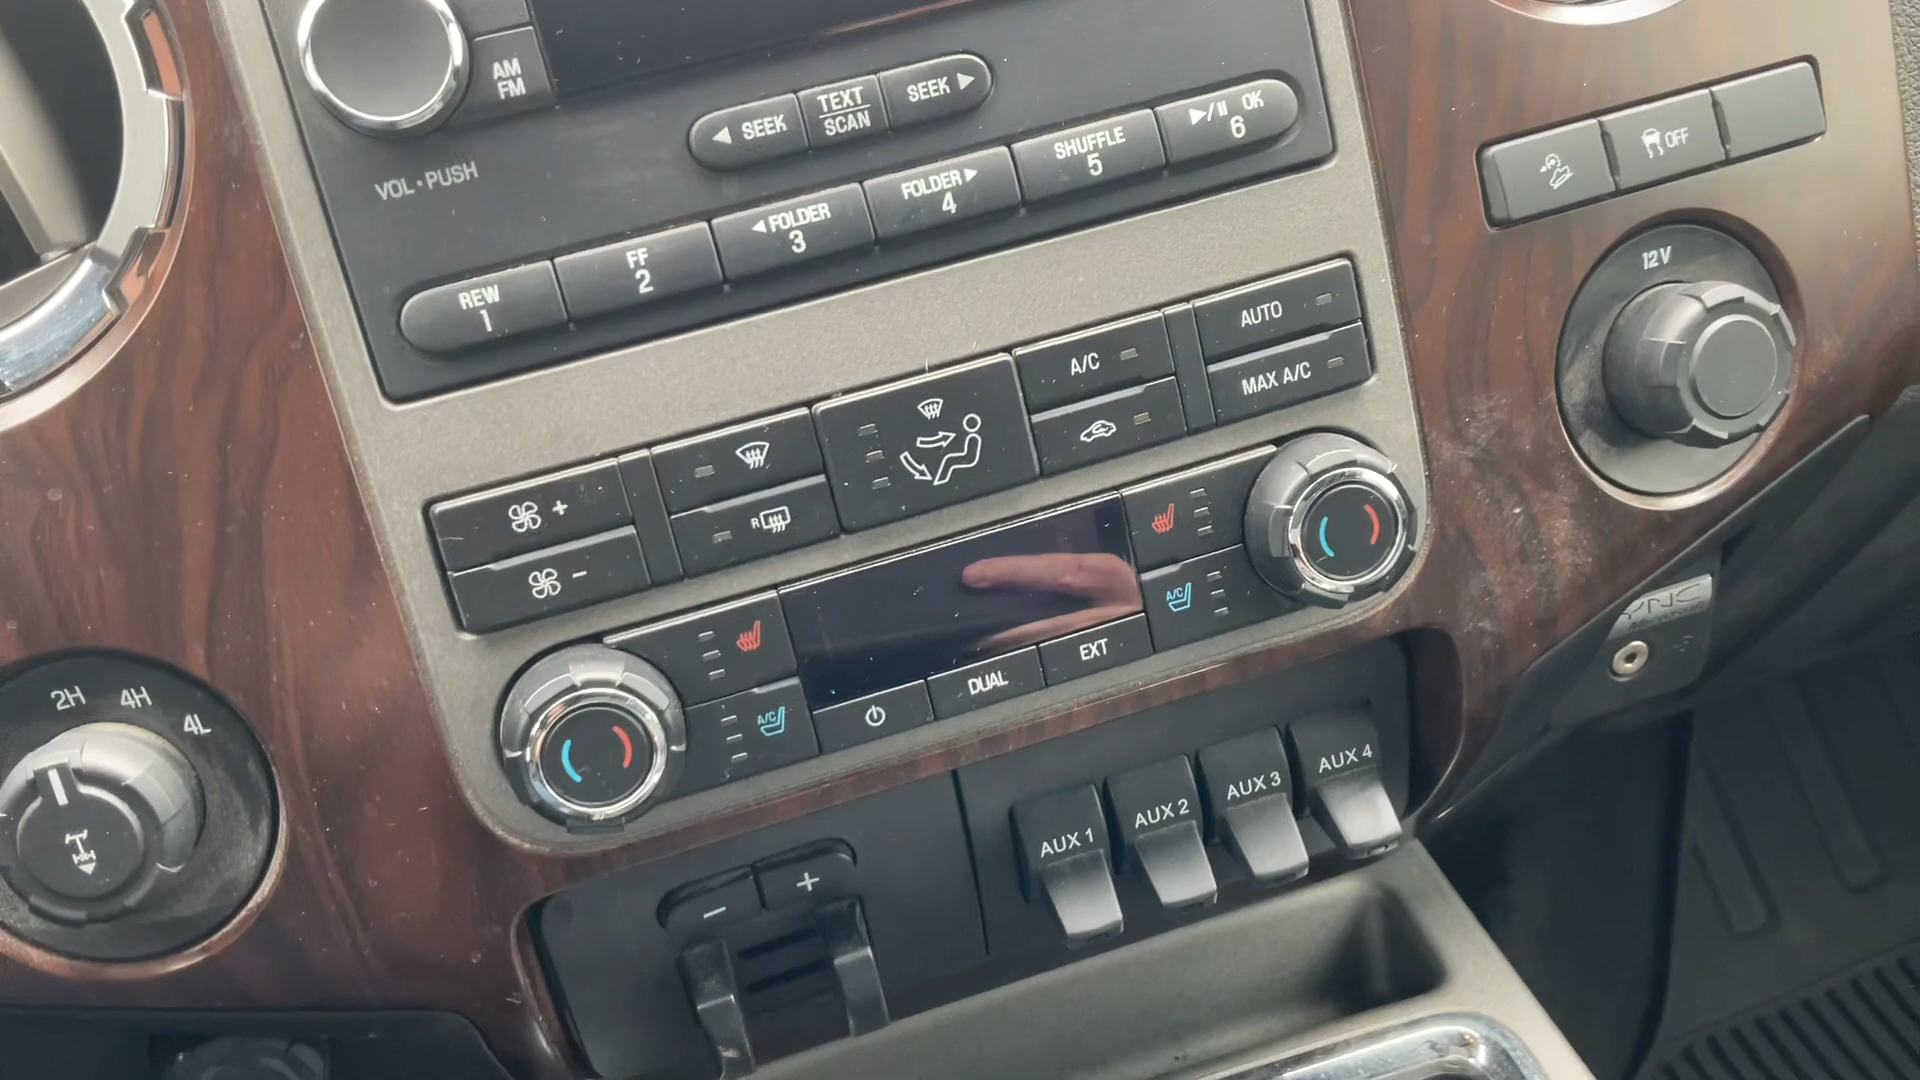 AM
FM
VOL • PUSH
◀ SEEK
TEXT
SCAN
SEEK ▶
REW
1
FF
2
◀ FOLDER
3
FOLDER ▶
4
SHUFFLE
5
▶/II OK
6
OFF
12V
+
−
R
A/C
AUTO
MAX A/C
A/C
A/C
DUAL
EXT
2H
4H
4L
−
+
AUX 1
AUX 2
AUX 3
AUX 4